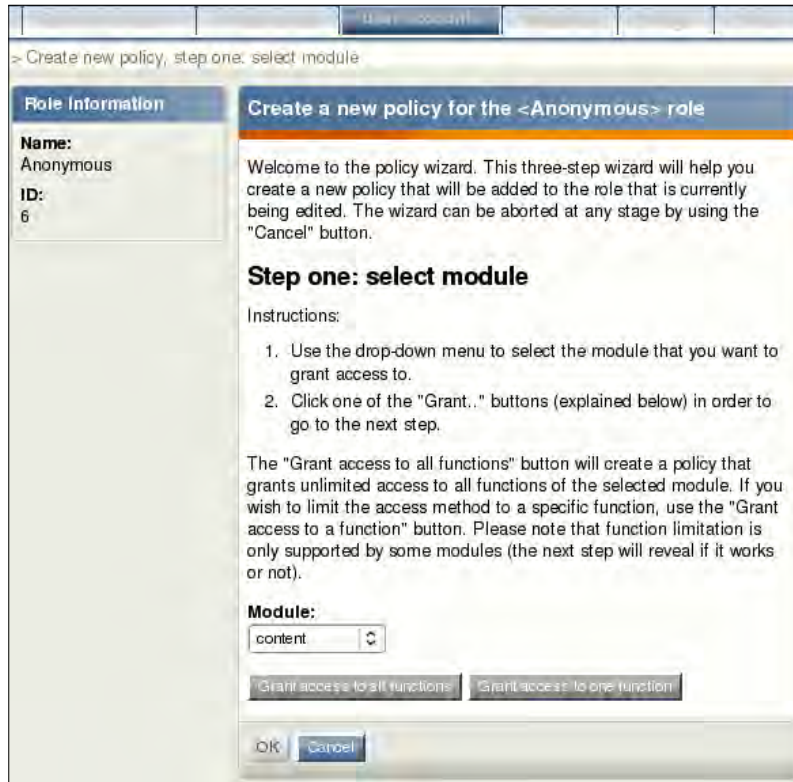 > Create new policy, step one: select module
Role Information
Name:
Anonymous
ID:
6
Create a new policy for the <Anonymous> role
Welcome to the policy wizard. This three-step wizard will help you
create a new policy that will be added to the role that is currently
being edited. The wizard can be aborted at any stage by using the
"Cancel" button.
Step one: select module
Instructions:
1. Use the drop-down menu to select the module that you want to
grant access to.
2. Click one of the "Grant.." buttons (explained below) in order to
go to the next step.
The "Grant access to all functions" button will create a policy that
grants unlimited access to all functions of the selected module. If you
wish to limit the access method to a specific function, use the "Grant
access to a function" button. Please note that function limitation is
only supported by some modules (the next step will reveal if it works
or not).
Module:
content
Grant access to all functions Grant access to one function
OK Cancel